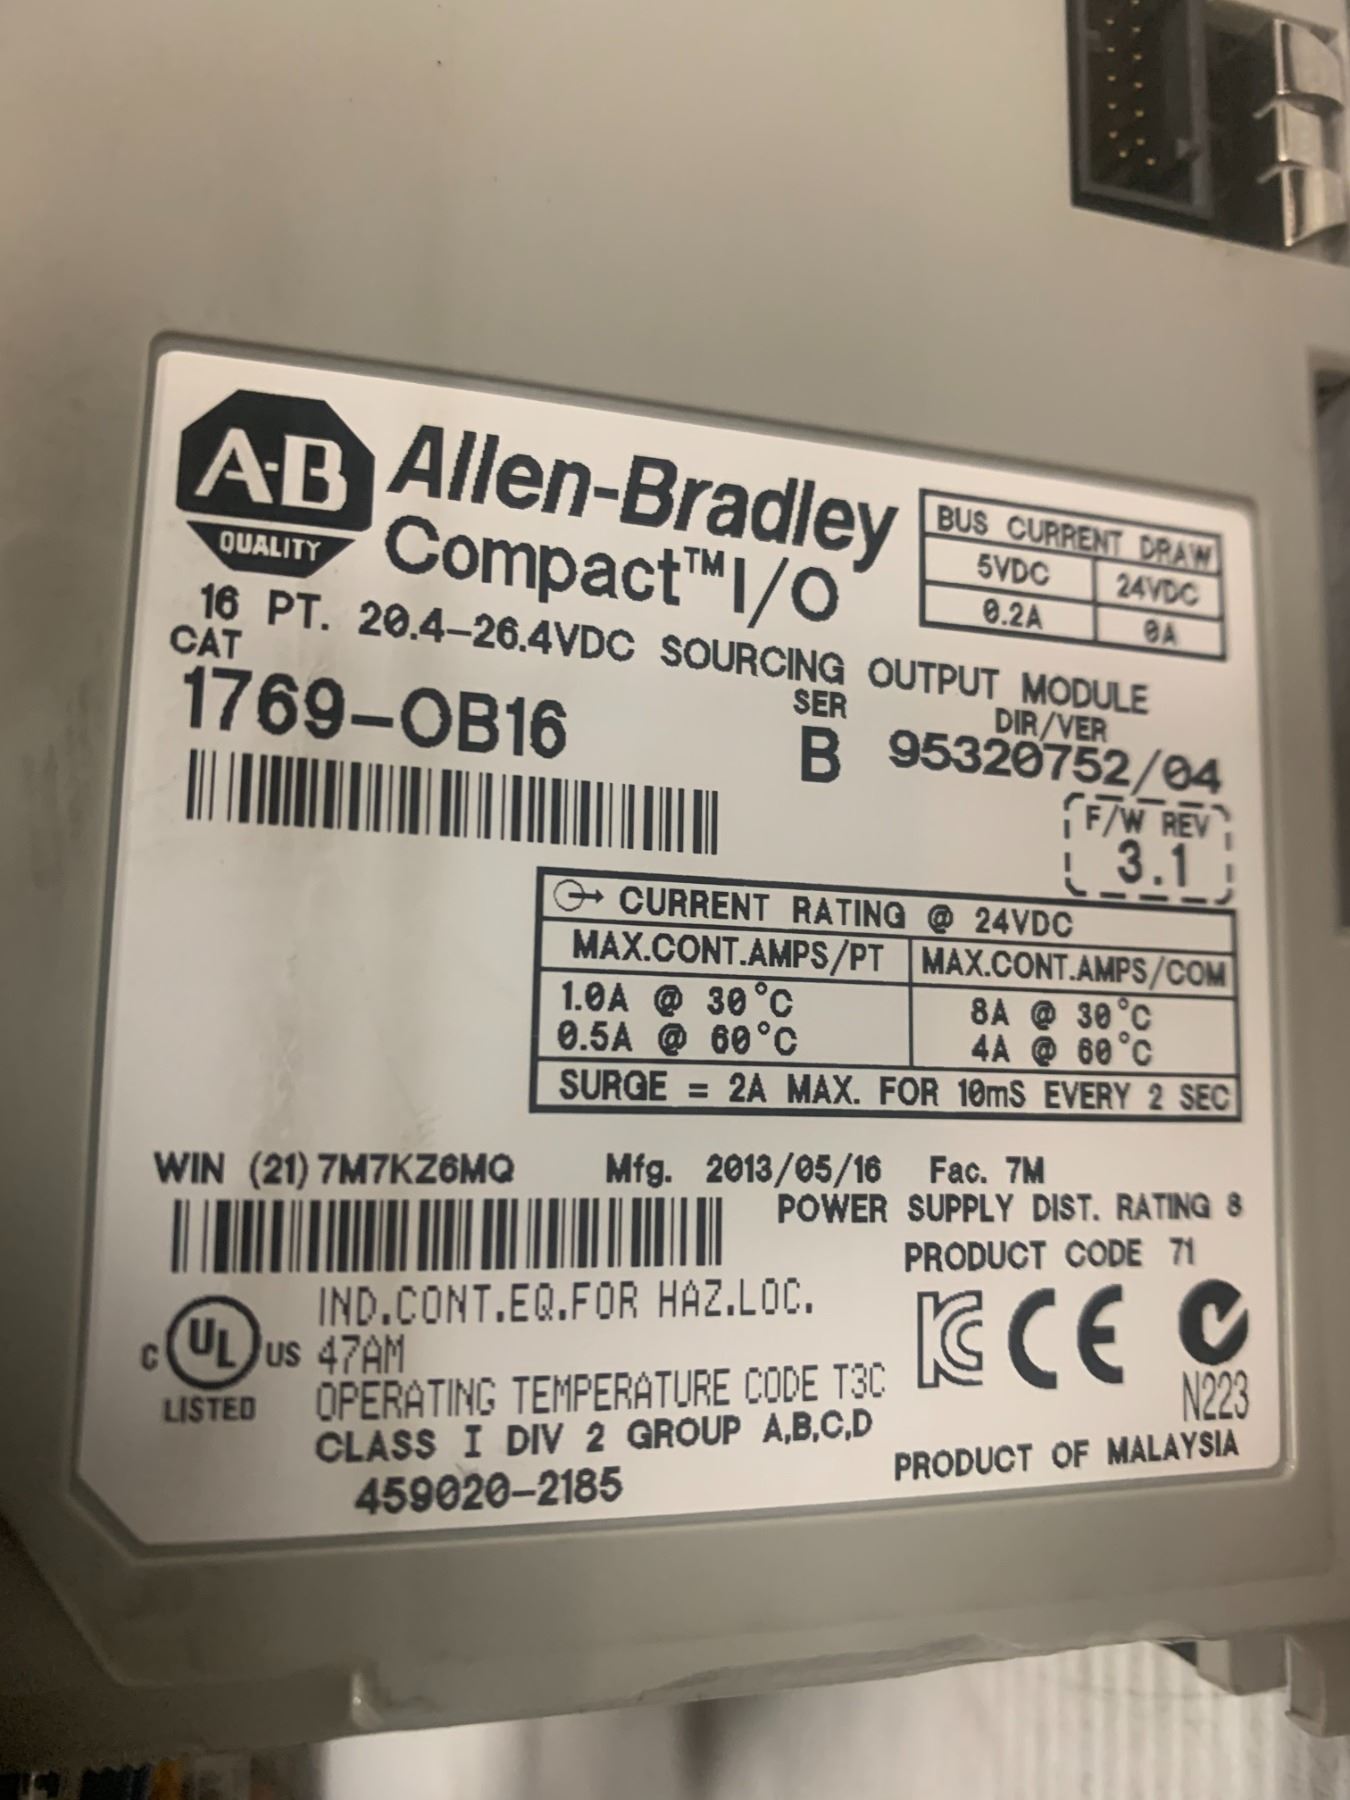 A-B
QUALITY
Allen-Bradley
Compact™ I/O
BUS CURRENT DRAW
5VDC 24VDC
0.2A 0A
16 PT. 20.4-26.4VDC SOURCING OUTPUT MODULE
CAT
1769-OB16
SER
B
DIR/VER
95320752/04
F/W REV
3.1
CURRENT RATING @ 24VDC
MAX.CONT.AMPS/PT MAX.CONT.AMPS/COM
1.0A @ 30°C 8A @ 30°C
0.5A @ 60°C 4A @ 60°C
SURGE = 2A MAX. FOR 10mS EVERY 2 SEC
WIN (21) 7M7KZ6MQ Mfg. 2013/05/16 Fac. 7M
POWER SUPPLY DIST. RATING 8
PRODUCT CODE 71
C UL US
LISTED
IND.CONT.EQ.FOR HAZ.LOC.
47AM
OPERATING TEMPERATURE CODE T3C
CLASS I DIV 2 GROUP A,B,C,D
459020-2185
KC CE
N223
PRODUCT OF MALAYSIA